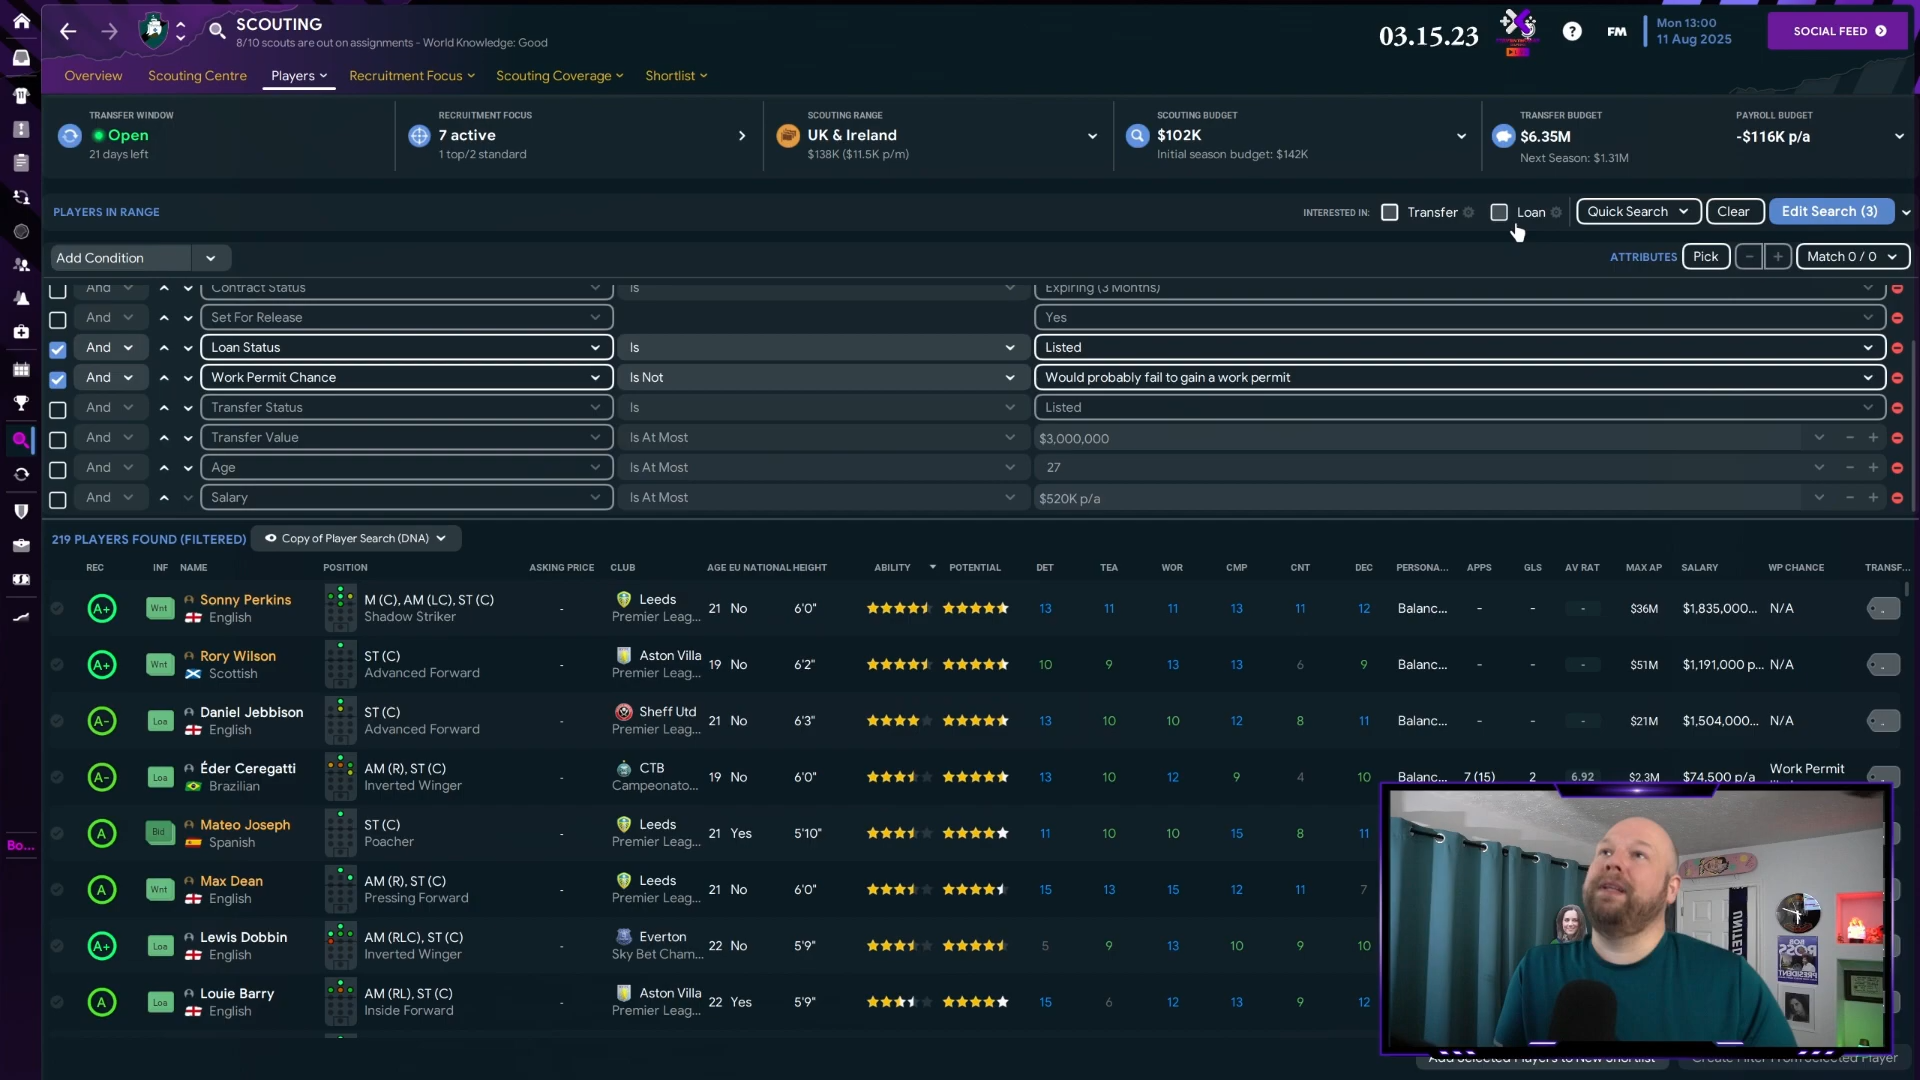 SCOUTING
8/10 scouts are out on assignments - World Knowledge: Good
03.15.23
FM
Mon 13:00
11 Aug 2025
SOCIAL FEED
Overview
Scouting Centre
Players
Recruitment Focus
Scouting Coverage
Shortlist
TRANSFER WINDOW
Open
21 days left
RECRUITMENT FOCUS
7 active
1 top/2 standard
SCOUTING RANGE
UK & Ireland
$138K ($11.5K p/m)
SCOUTING BUDGET
$102K
Initial season budget: $142K
TRANSFER BUDGET
$6.35M
Next Season: $1.31M
PAYROLL BUDGET
-$116K p/a
PLAYERS IN RANGE
INTERESTED IN:
Transfer
Loan
Quick Search
Clear
Edit Search (3)
Add Condition
ATTRIBUTES
Pick
Match 0 / 0
And Contract Status Is Expiring (3 Months)
And Set For Release Yes
And Loan Status Is Listed
And Work Permit Chance Is Not Would probably fail to gain a work permit
And Transfer Status Is Listed
And Transfer Value Is At Most $3,000,000
And Age Is At Most 27
And Salary Is At Most $520K p/a
219 PLAYERS FOUND (FILTERED)
Copy of Player Search (DNA)
REC INF NAME POSITION ASKING PRICE CLUB AGE EU NATIONAL HEIGHT ABILITY POTENTIAL DET TEA WOR CMP CNT DEC PERSONA... APPS GLS AV RAT MAX AP SALARY WP CHANCE TRANSF...
A+ Wnt Sonny Perkins M (C), AM (LC), ST (C) - Leeds 21 No 6'0" 13 11 11 13 11 12 Balanc... - - - $36M $1,835,000... N/A
English Shadow Striker Premier Leag...
A+ Wnt Rory Wilson ST (C) - Aston Villa 19 No 6'2" 10 9 13 13 6 9 Balanc... - - - $51M $1,191,000 p... N/A
Scottish Advanced Forward Premier Leag...
A- Loa Daniel Jebbison ST (C) - Sheff Utd 21 No 6'3" 13 10 10 12 8 11 Balanc... - - - $21M $1,504,000... N/A
English Advanced Forward Premier Leag...
A- Loa Éder Ceregatti AM (R), ST (C) - CTB 19 No 6'0" 13 10 12 9 4 10 Balanc... 7 (15) 2 6.92 $2.3M $74,500 p/a Work Permit
Brazilian Inverted Winger Campeonato...
A Bid Mateo Joseph ST (C) - Leeds 21 Yes 5'10" 11 10 10 15 8 11
Spanish Poacher Premier Leag...
A Wnt Max Dean AM (R), ST (C) - Leeds 21 No 6'0" 15 13 15 12 11 7
English Pressing Forward Premier Leag...
A+ Loa Lewis Dobbin AM (RLC), ST (C) - Everton 22 No 5'9" 5 9 13 10 9 10
English Inverted Winger Sky Bet Cham...
A Loa Louie Barry AM (RL), ST (C) - Aston Villa 22 Yes 5'9" 15 6 12 13 9 12
English Inside Forward Premier Leag...
Bo...
UNITED
BOB
ROSS
PRESIDENT
Add Selected Players to New Shortlist
Create Filter From Selected Player